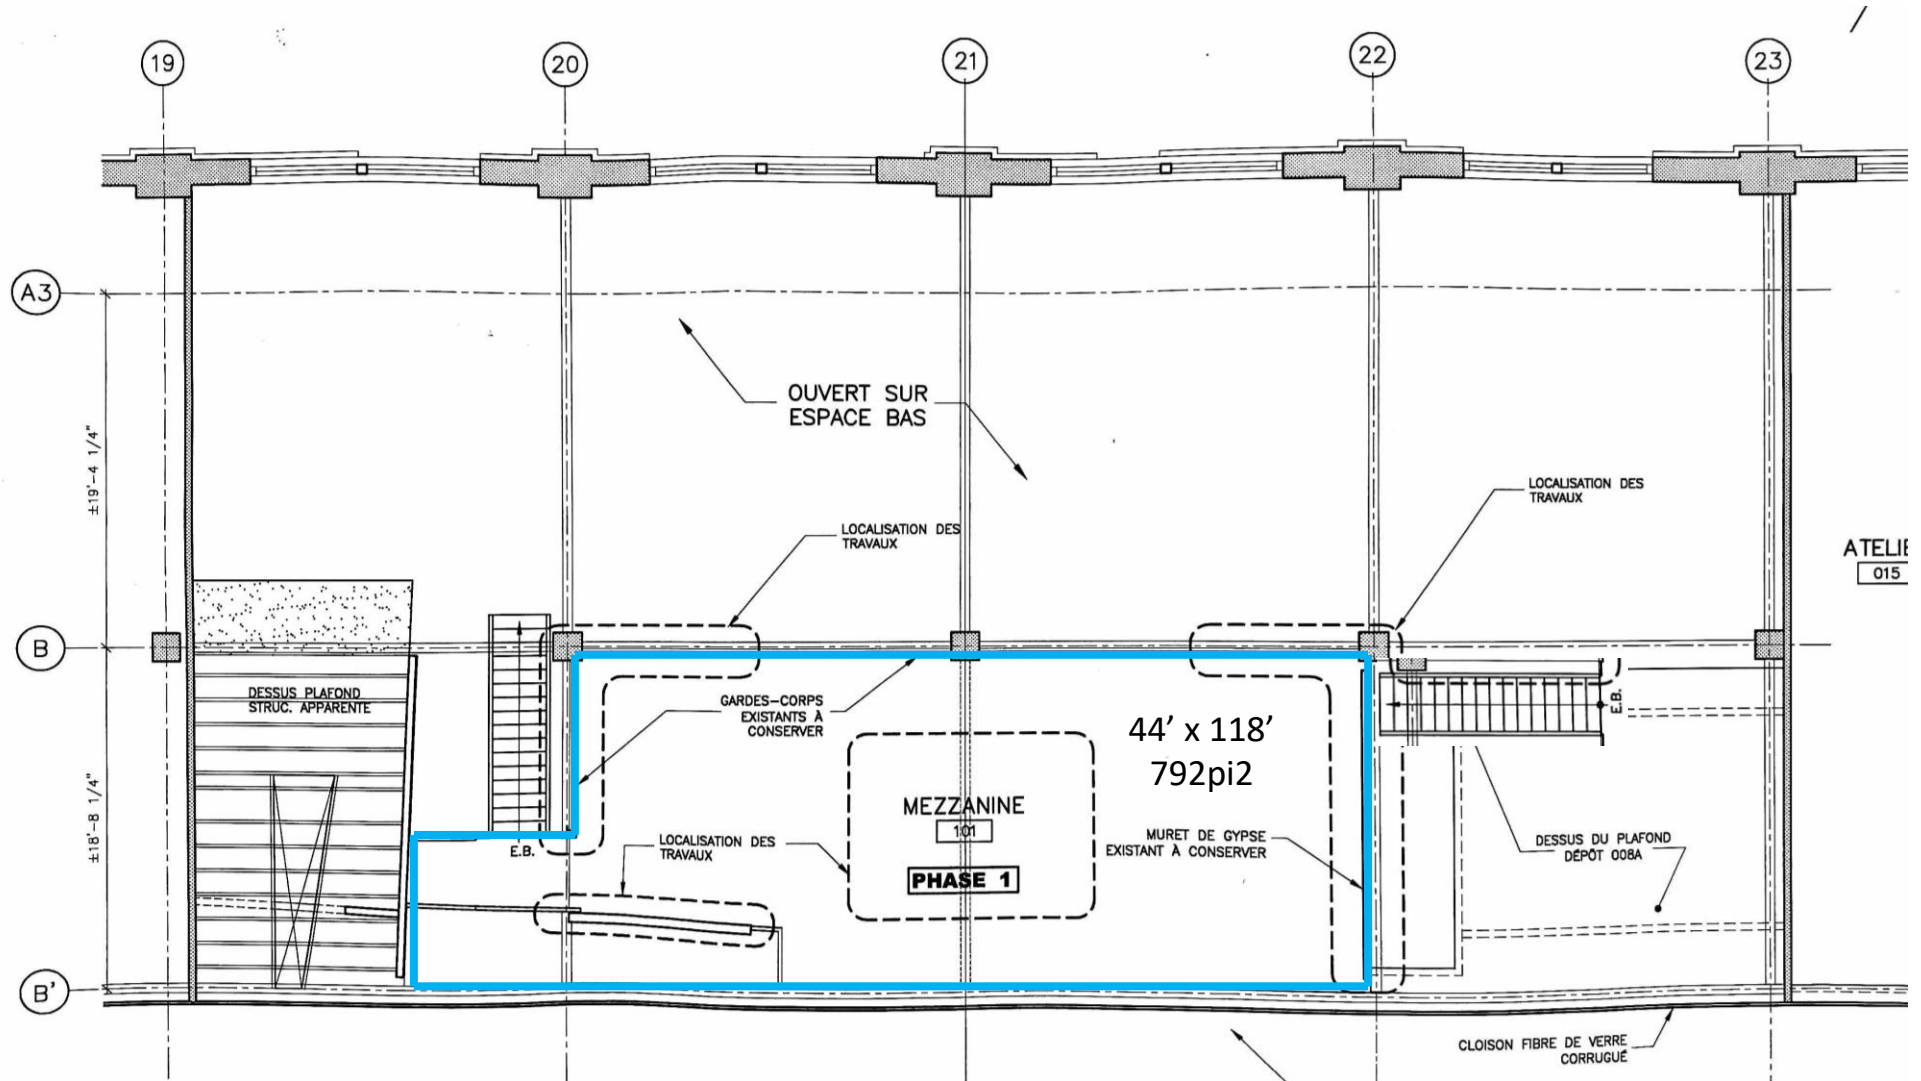 19
20
21
22
23
A3
OUVERT SUR
ESPACE BAS
±19'-4 1/4"
LOCALISATION DES
TRAVAUX
LOCALISATION DES
TRAVAUX
ATELIE
015
B
DESSUS PLAFOND
STRUC. APPARENTE
GARDES-CORPS
EXISTANTS À
CONSERVER
44' x 118'
792pi2
E.B.
±18'-8 1/4"
MEZZANINE
101
PHASE 1
E.B.
LOCALISATION DES
TRAVAUX
MURET DE GYPSE
EXISTANT À CONSERVER
DESSUS DU PLAFOND
DÉPÔT 008A
B'
CLOISON FIBRE DE VERRE
CORRUGUÉ